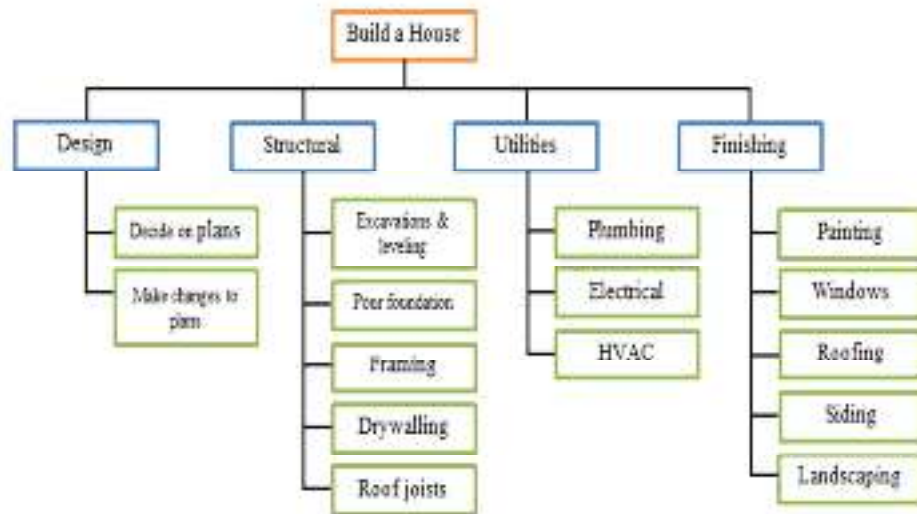 Build a House
Design
Structural
Utilities
Finishing
Decide on plans
Make changes to
plans
Excavations &
leveling
Pour foundation
Framing
Drywalling
Roof joists
Plumbing
Electrical
HVAC
Painting
Windows
Roofing
Siding
Landscaping